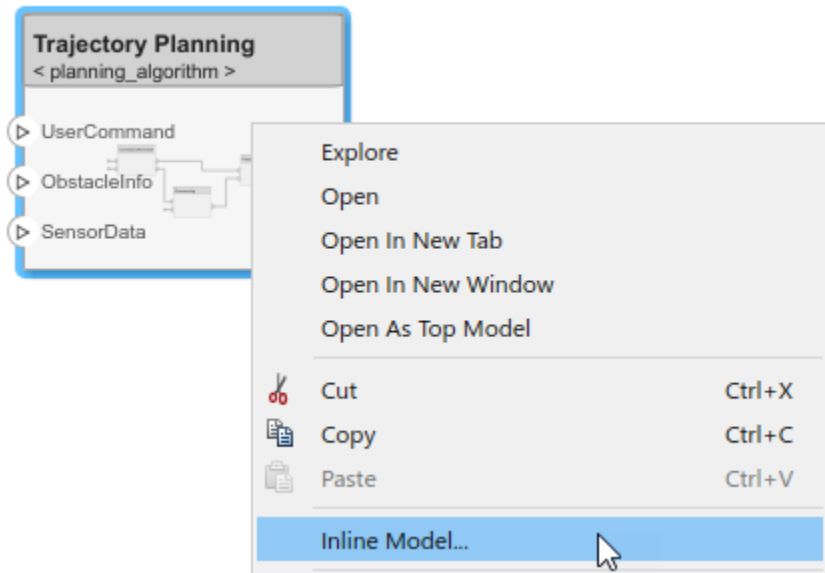 Trajectory Planning
< planning_algorithm >
UserCommand
ObstacleInfo
SensorData
Explore
Open
Open In New Tab
Open In New Window
Open As Top Model
Cut Ctrl+X
Copy Ctrl+C
Paste Ctrl+V
Inline Model...